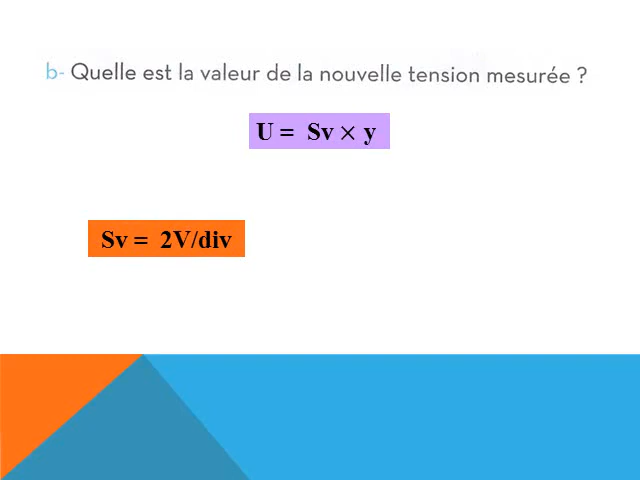 b- Quelle est la valeur de la nouvelle tension mesurée ?
U = Sv × y
Sv = 2V/div